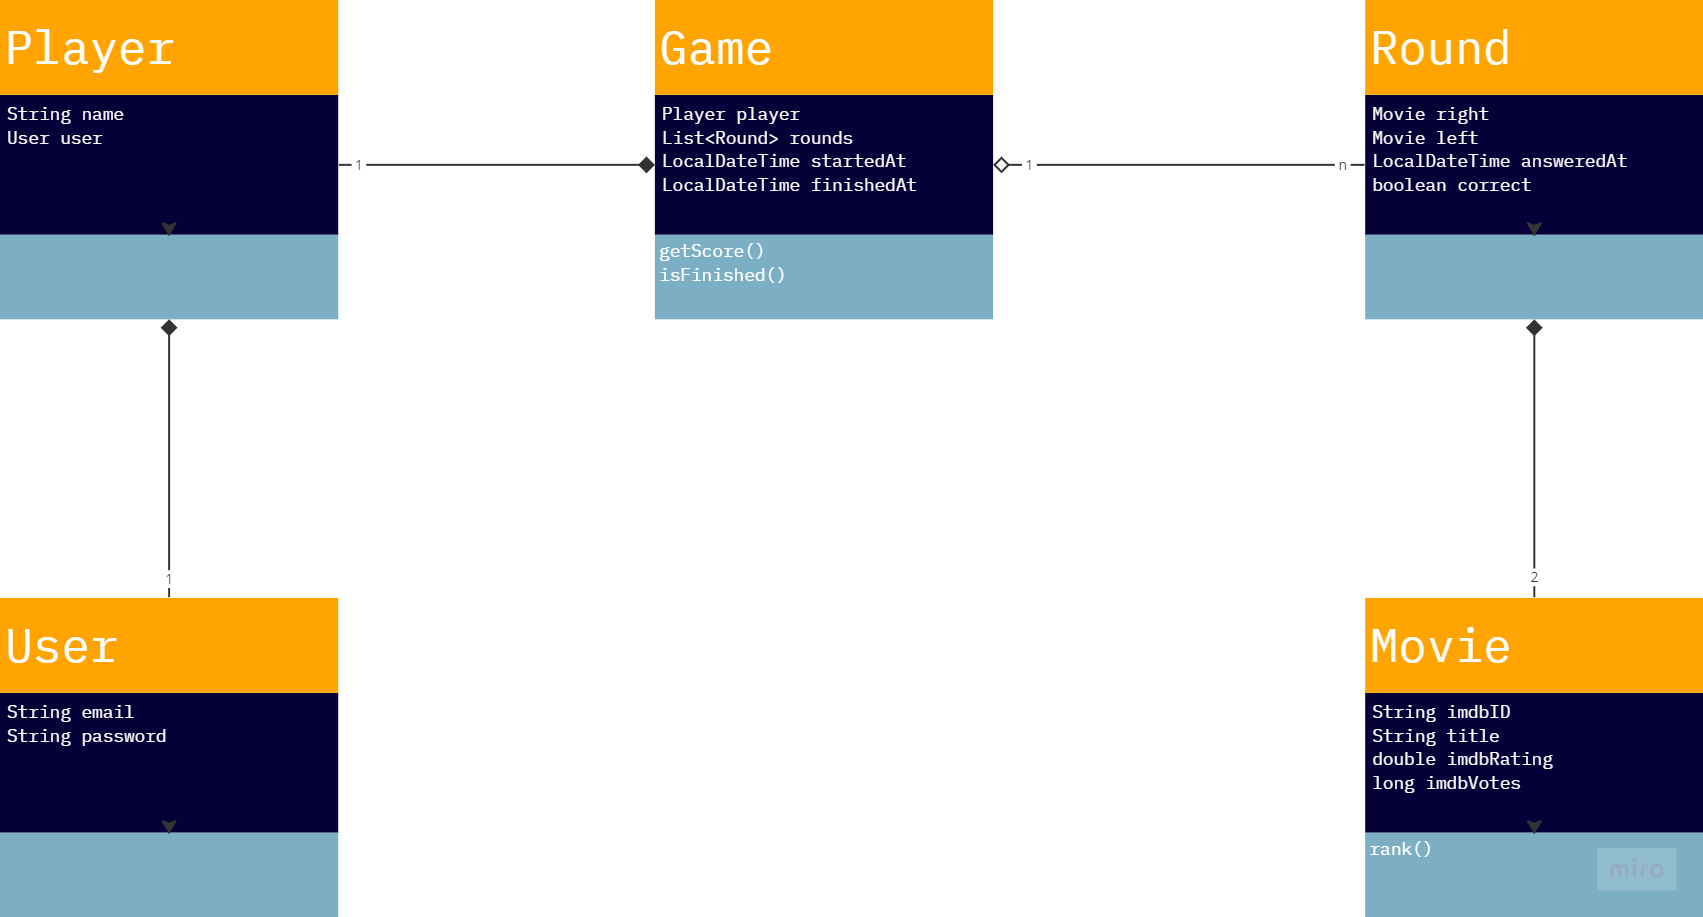 Player
String name
User user
1
Game
Player player
List<Round> rounds
LocalDateTime startedAt
LocalDateTime finishedAt
getScore()
isFinished()
1
n
Round
Movie right
Movie left
LocalDateTime answeredAt
boolean correct
1
User
String email
String password
2
Movie
String imdbID
String title
double imdbRating
long imdbVotes
rank()
miro